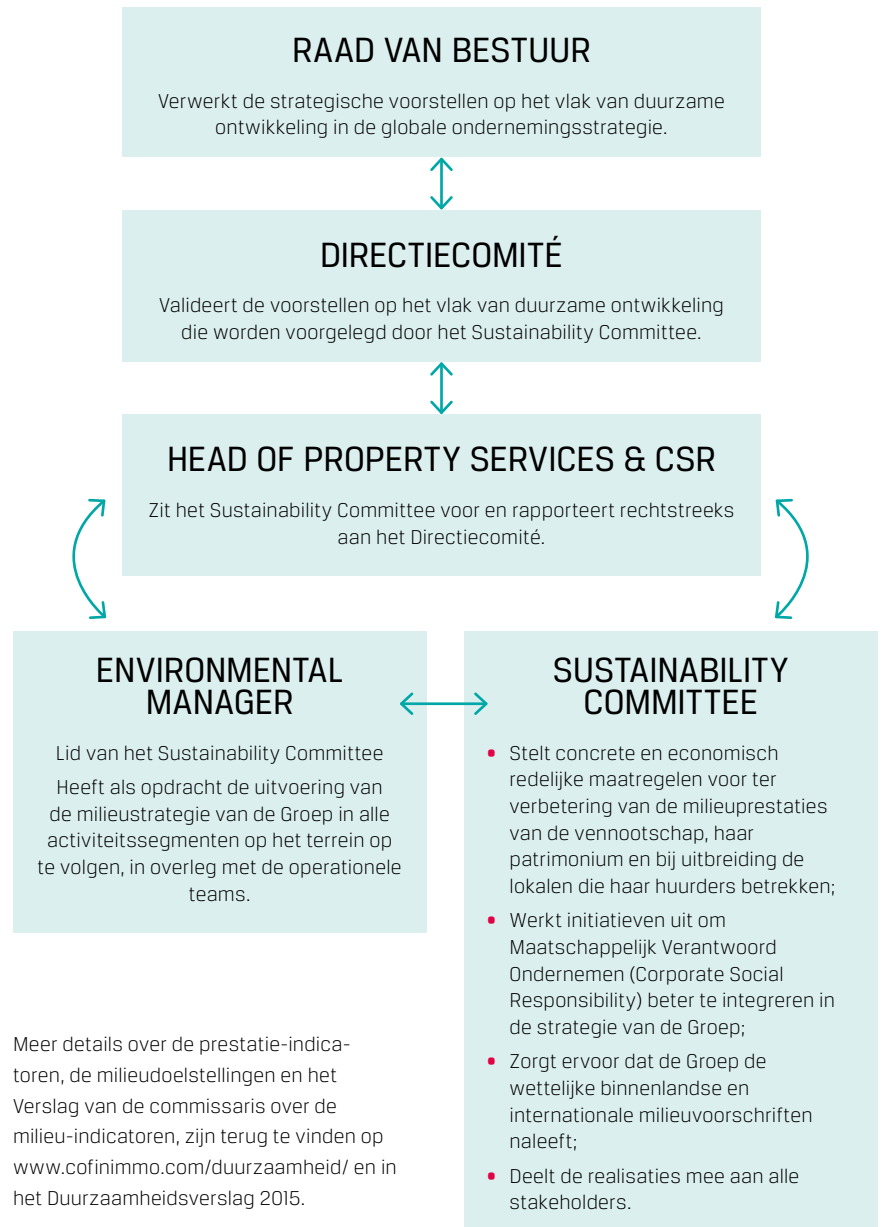 RAAD VAN BESTUUR
Verwerkt de strategische voorstellen op het vlak van duurzame
ontwikkeling in de globale ondernemingsstrategie.
DIRECTIECOMITÉ
Valideert de voorstellen op het vlak van duurzame ontwikkeling
die worden voorgelegd door het Sustainability Committee.
HEAD OF PROPERTY SERVICES & CSR
Zit het Sustainability Committee voor en rapporteert rechtstreeks
aan het Directiecomité.
ENVIRONMENTAL
MANAGER
Lid van het Sustainability Committee
Heeft als opdracht de uitvoering van
de milieustrategie van de Groep in alle
activiteitssegmenten op het terrein op
te volgen, in overleg met de operationele
teams.
SUSTAINABILITY
COMMITTEE
• Stelt concrete en economisch
redelijke maatregelen voor ter
verbetering van de milieuprestaties
van de vennootschap, haar
patrimonium en bij uitbreiding de
lokalen die haar huurders betrekken;
• Werkt initiatieven uit om
Maatschappelijk Verantwoord
Ondernemen (Corporate Social
Responsibility) beter te integreren in
de strategie van de Groep;
• Zorgt ervoor dat de Groep de
wettelijke binnenlandse en
internationale milieuvoorschriften
naleeft;
• Deelt de realisaties mee aan alle
stakeholders.
Meer details over de prestatie-indica-
toren, de milieudoelstellingen en het
Verslag van de commissaris over de
milieu-indicatoren, zijn terug te vinden op
www.cofinimmo.com/duurzaamheid/ en in
het Duurzaamheidsverslag 2015.